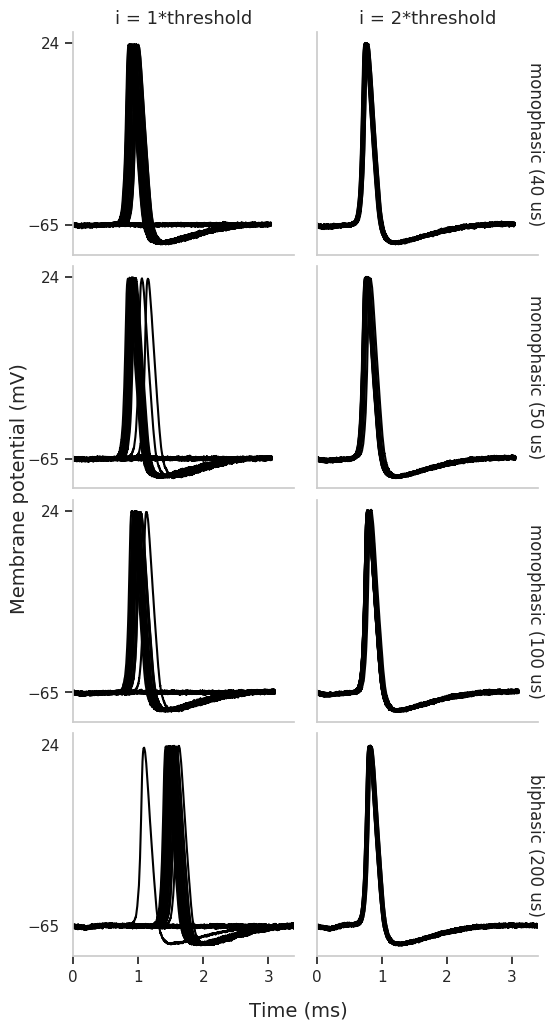 i = 1*threshold
i = 2*threshold
24
−65
monophasic (40 us)
24
−65
monophasic (50 us)
Membrane potential (mV)
24
−65
monophasic (100 us)
24
−65
biphasic (200 us)
0 1 2 3
0 1 2 3
Time (ms)